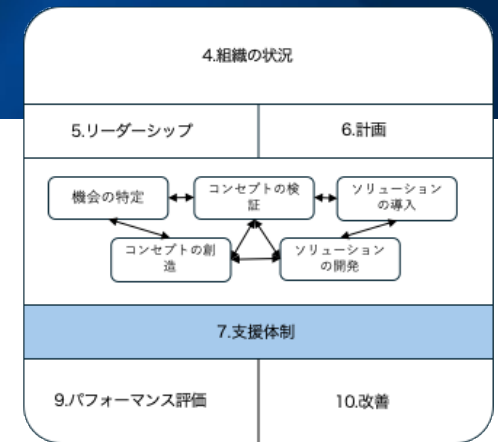 4.組織の状況
5.リーダーシップ
6.計画
機会の特定
コンセプトの検
証
ソリューション
の導入
コンセプトの創
造
ソリューション
の開発
7.支援体制
9.パフォーマンス評価
10.改善